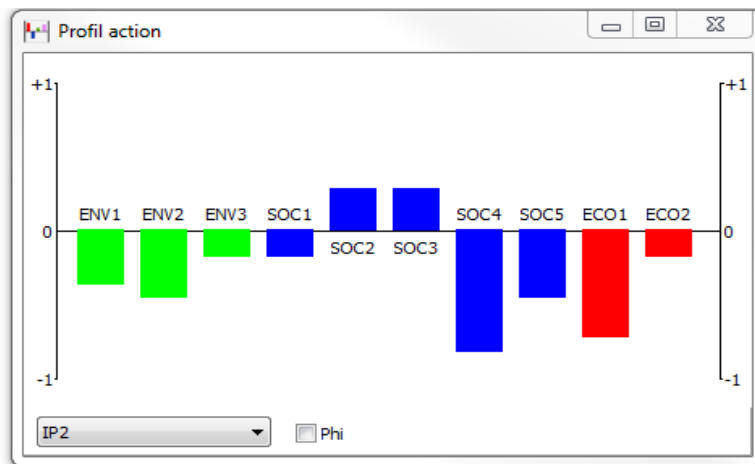 Profil action
+1 +1
ENV1 ENV2 ENV3 SOC1 SOC4 SOC5 ECO1 ECO2
0 0
SOC2 SOC3
-1 -1
IP2 Phi